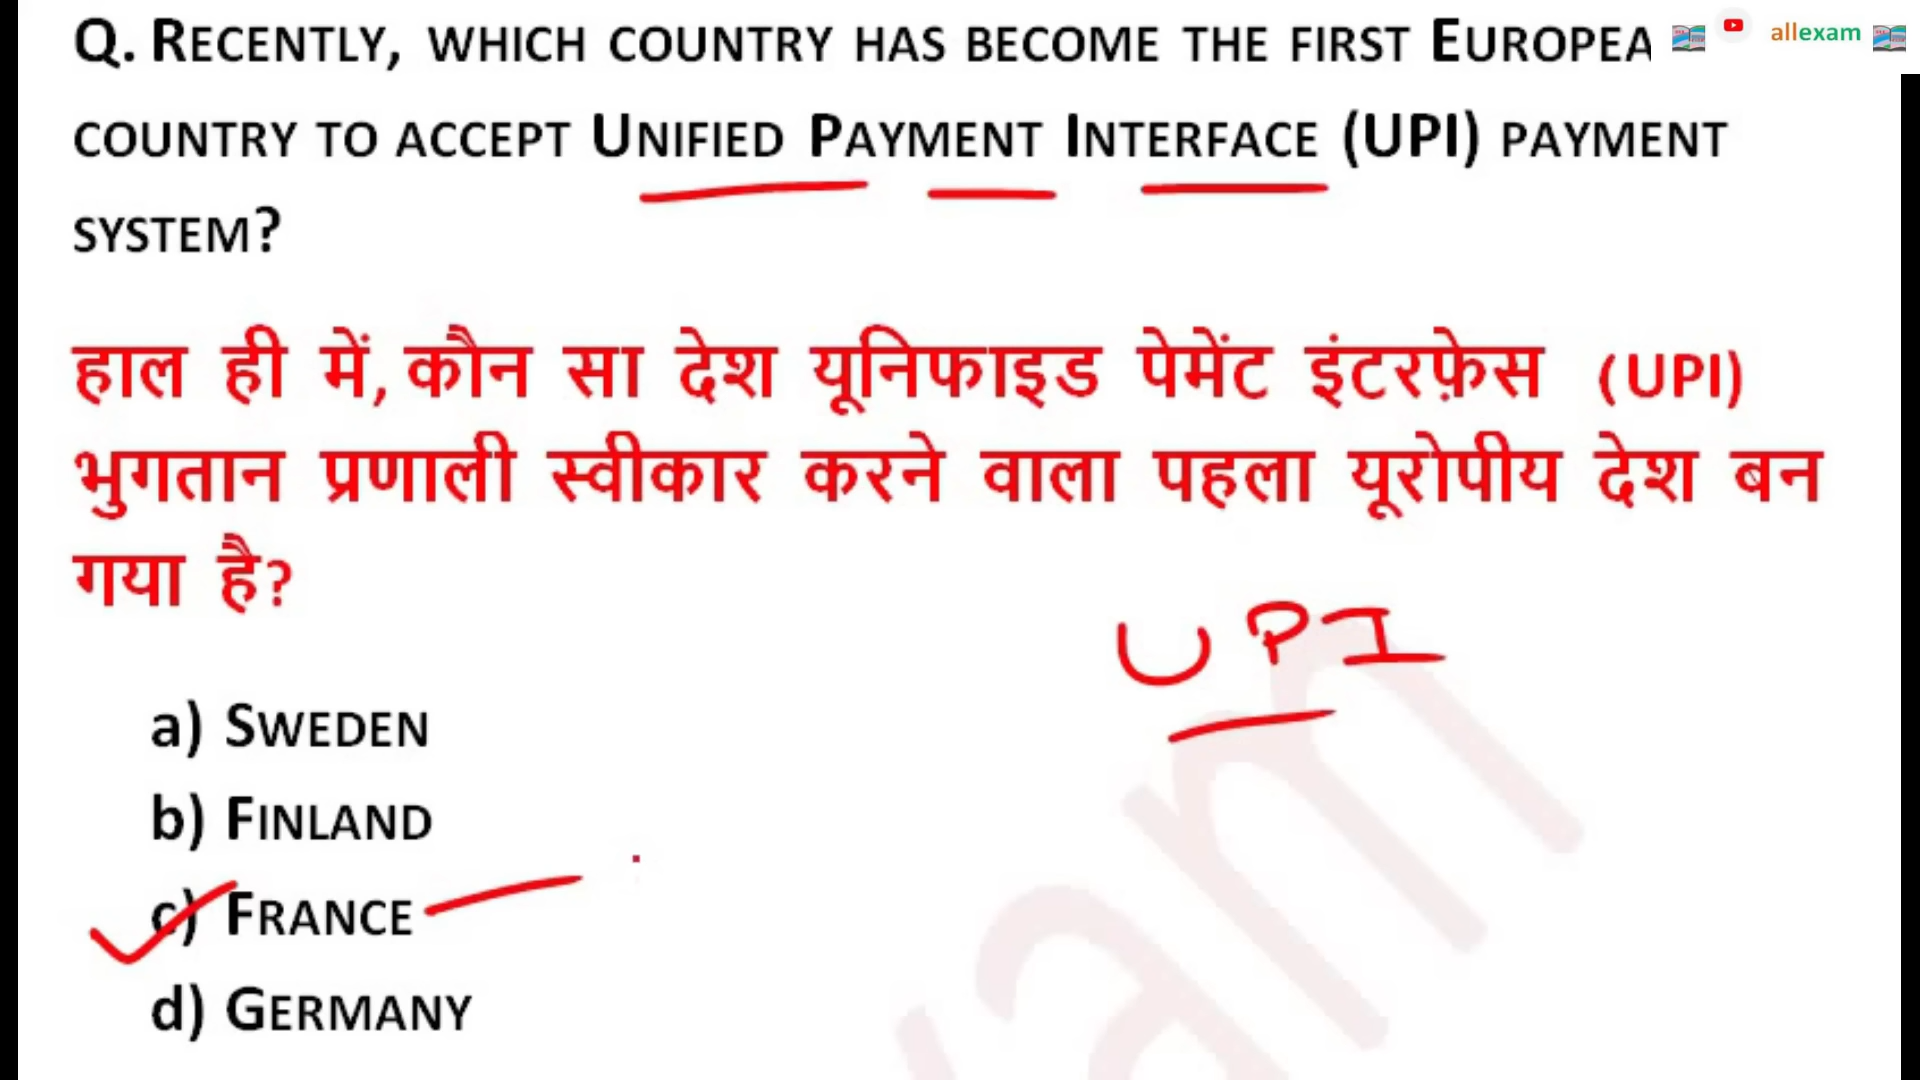 Q. RECENTLY, WHICH COUNTRY HAS BECOME THE FIRST EUROPEA
allexam
COUNTRY TO ACCEPT UNIFIED PAYMENT INTERFACE (UPI) PAYMENT
SYSTEM?
हाल ही में, कौन सा देश यूनिफाइड पेमेंट इंटरफ़ेस (UPI)
भुगतान प्रणाली स्वीकार करने वाला पहला यूरोपीय देश बन
गया है?
UPI
a) SWEDEN
b) FINLAND
c) FRANCE
d) GERMANY